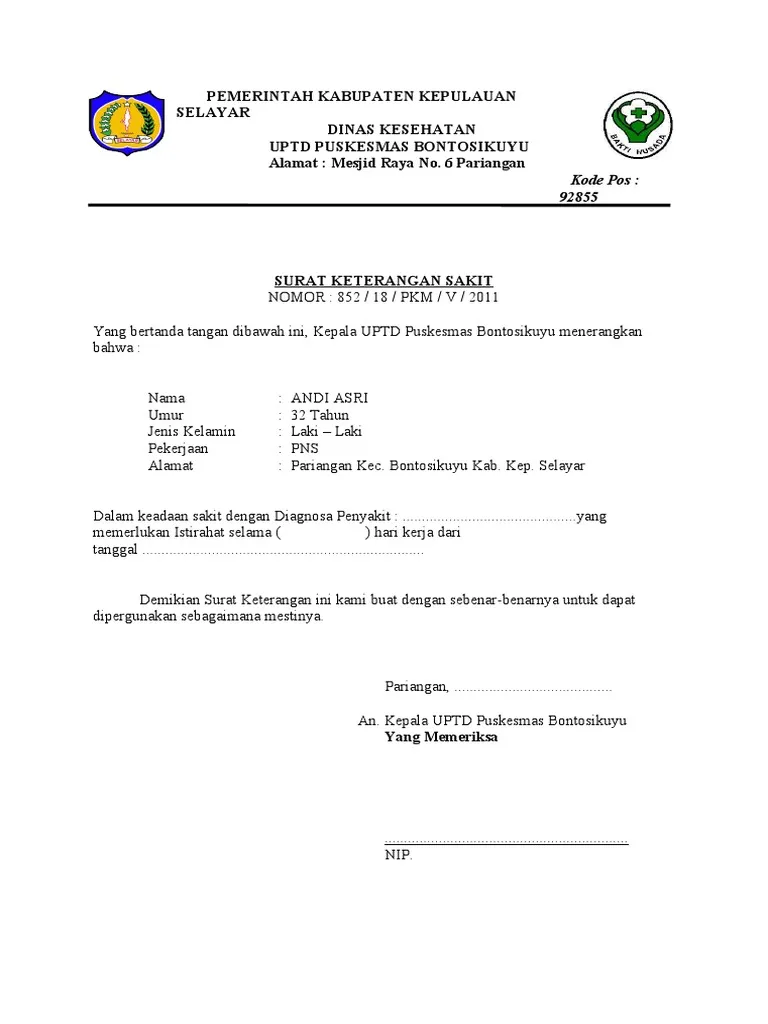 PEMERINTAH KABUPATEN KEPULAUAN
SELAYAR
DINAS KESEHATAN
UPTD PUSKESMAS BONTOSIKUYU
Alamat : Mesjid Raya No. 6 Pariangan
Kode Pos :
92855
BAKTI HUSADA
SURAT KETERANGAN SAKIT
NOMOR : 852 / 18 / PKM / V / 2011
Yang bertanda tangan dibawah ini, Kepala UPTD Puskesmas Bontosikuyu menerangkan
bahwa :
Nama : ANDI ASRI
Umur : 32 Tahun
Jenis Kelamin : Laki – Laki
Pekerjaan : PNS
Alamat : Pariangan Kec. Bontosikuyu Kab. Kep. Selayar
Dalam keadaan sakit dengan Diagnosa Penyakit : .............................................yang
memerlukan Istirahat selama ( ) hari kerja dari
tanggal .........................................................................
Demikian Surat Keterangan ini kami buat dengan sebenar-benarnya untuk dapat
dipergunakan sebagaimana mestinya.
Pariangan, .........................................
An. Kepala UPTD Puskesmas Bontosikuyu
Yang Memeriksa
...............................................................
NIP.